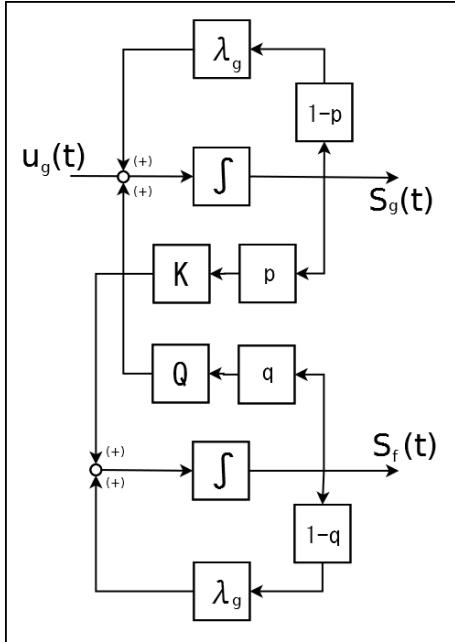 λg
1-p
ug(t)
(+)
(+)
∫
Sg(t)
K
p
Q
q
(+)
(+)
∫
Sf(t)
1-q
λg